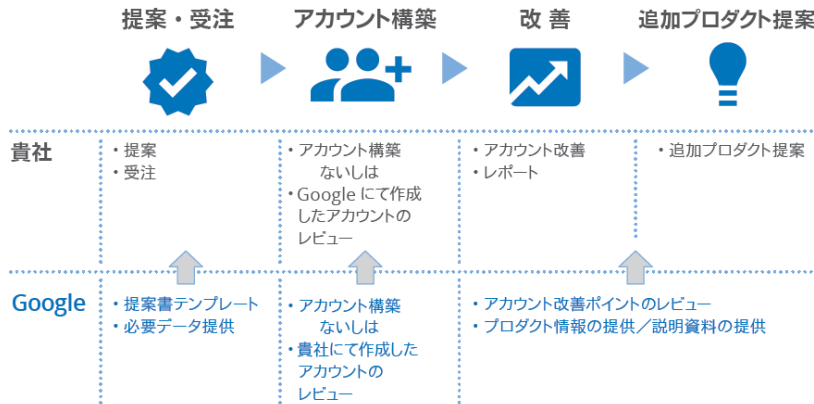 提案・受注
アカウント構築
改 善
追加プロダクト提案
貴社
・提案
・受注
・アカウント構築
ないしは
・Google にて作成
したアカウントの
レビュー
・アカウント改善
・レポート
・追加プロダクト提案
Google
・提案書テンプレート
・必要データ提供
・アカウント構築
ないしは
・貴社にて作成した
アカウントの
レビュー
・アカウント改善ポイントのレビュー
・プロダクト情報の提供／説明資料の提供